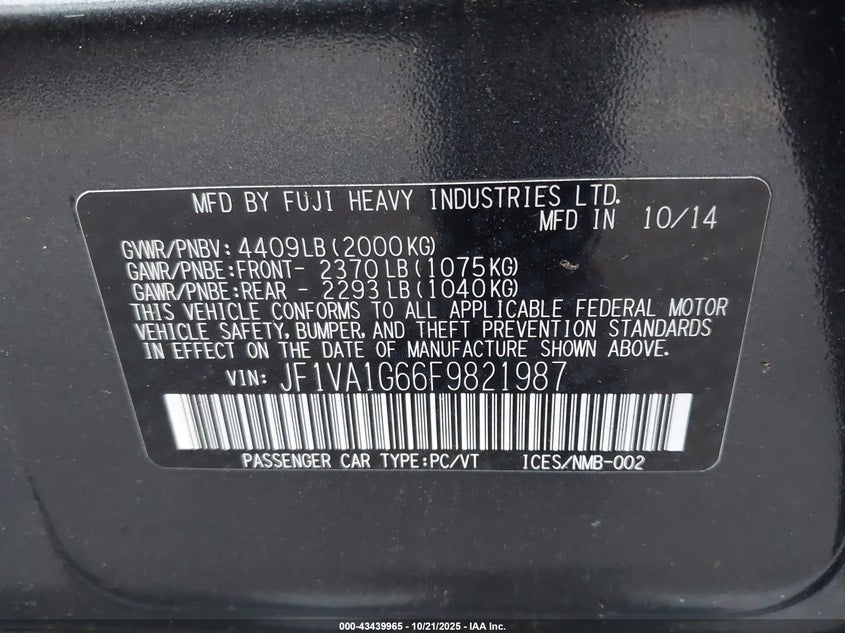 MFD BY FUJI HEAVY INDUSTRIES LTD.
MFD IN 10/14
GVWR/PNBV: 4409LB(2000KG)
GAWR/PNBE:FRONT- 2370LB(1075KG)
GAWR/PNBE:REAR - 2293LB(1040KG)
THIS VEHICLE CONFORMS TO ALL APPLICABLE FEDERAL MOTOR
VEHICLE SAFETY, BUMPER, AND THEFT PREVENTION STANDARDS
IN EFFECT ON THE DATE OF MANUFACTURE SHOWN ABOVE.
VIN: JF1VA1G66F9821987
PASSENGER CAR TYPE:PC/VT ICES/NMB-002
000-43439965 - 10/21/2025 - IAA Inc.